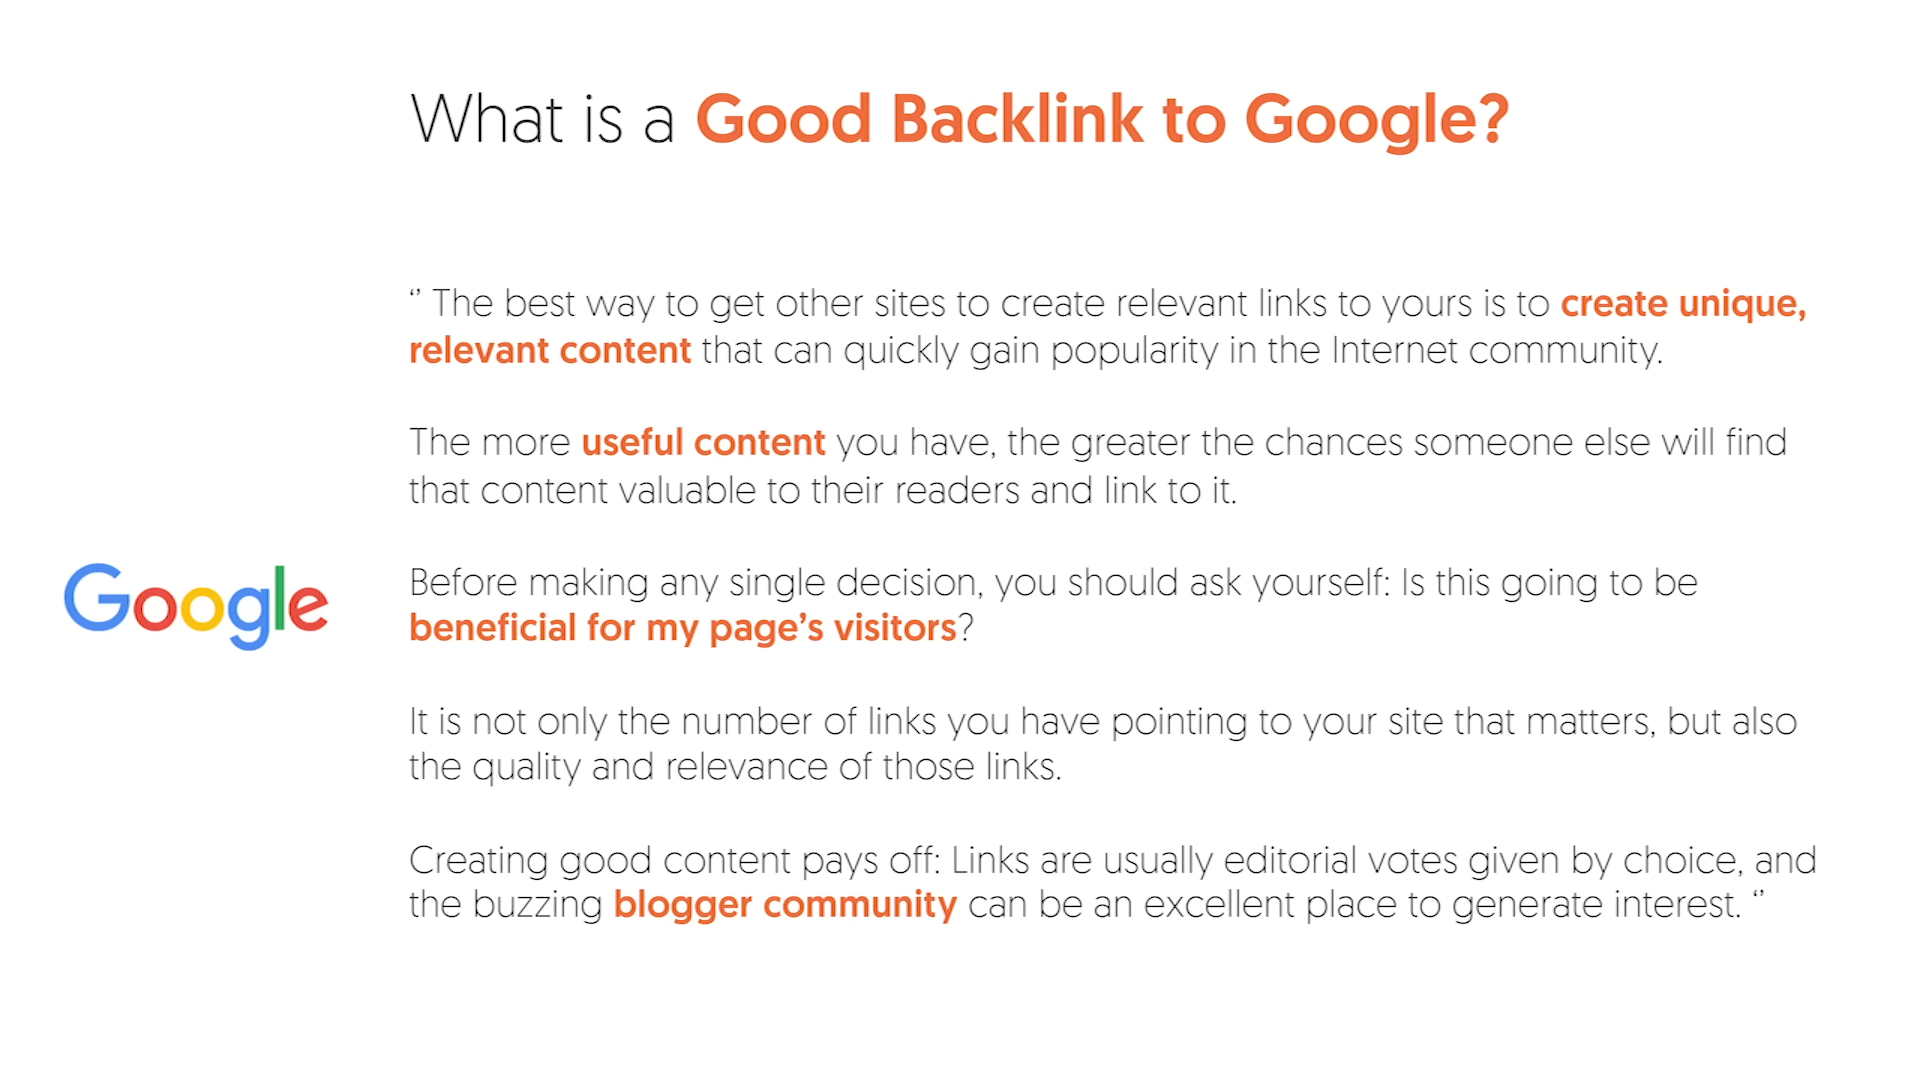 What is a Good Backlink to Google?
‘’ The best way to get other sites to create relevant links to yours is to create unique,
relevant content that can quickly gain popularity in the Internet community.
The more useful content you have, the greater the chances someone else will find
that content valuable to their readers and link to it.
Google
Before making any single decision, you should ask yourself: Is this going to be
beneficial for my page’s visitors?
It is not only the number of links you have pointing to your site that matters, but also
the quality and relevance of those links.
Creating good content pays off: Links are usually editorial votes given by choice, and
the buzzing blogger community can be an excellent place to generate interest. ‘’